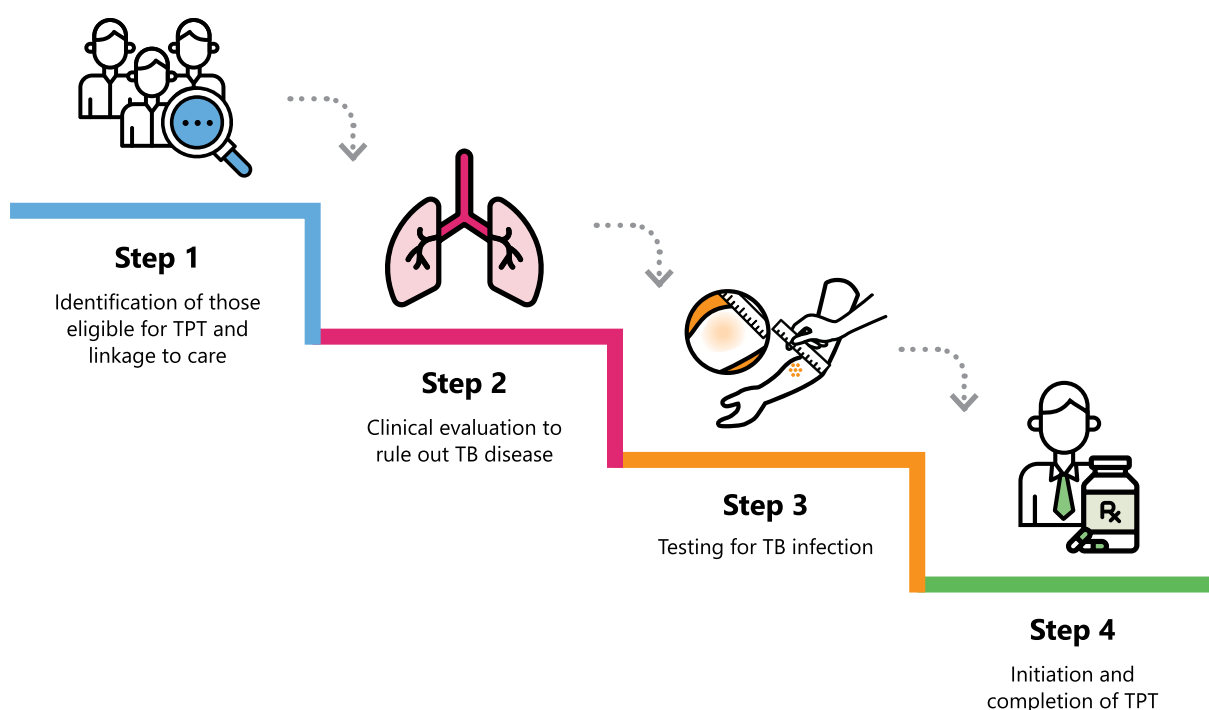 Step 1
Identification of those
eligible for TPT and
linkage to care
Step 2
Clinical evaluation to
rule out TB disease
Step 3
Testing for TB infection
Rx
Step 4
Initiation and
completion of TPT